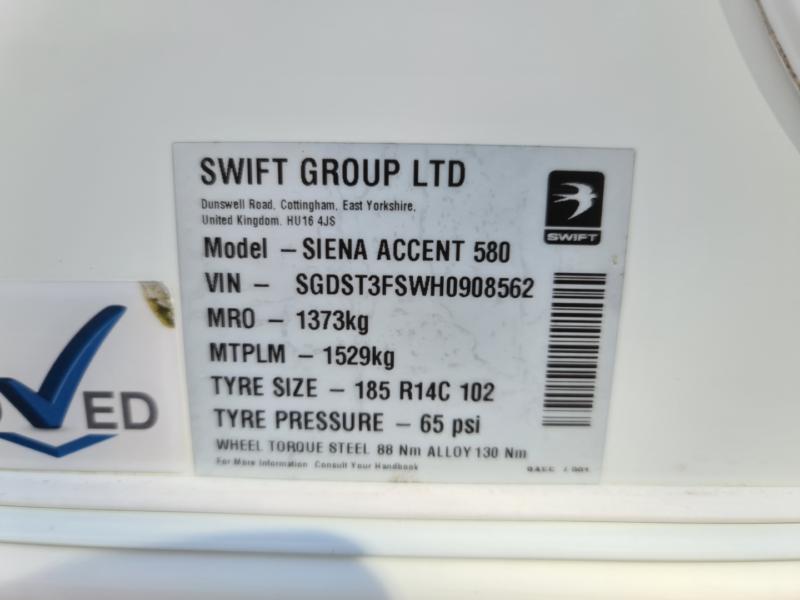 SWIFT GROUP LTD
Dunswell Road, Cottingham, East Yorkshire,
United Kingdom. HU16 4JS
SWIFT
Model – SIENA ACCENT 580
VIN – SGDST3FSWH0908562
MRO – 1373kg
MTPLM – 1529kg
TYRE SIZE – 185 R14C 102
TYRE PRESSURE – 65 psi
WHEEL TORQUE STEEL 88 Nm ALLOY 130 Nm
For More Information Consult Your Handbook
VED